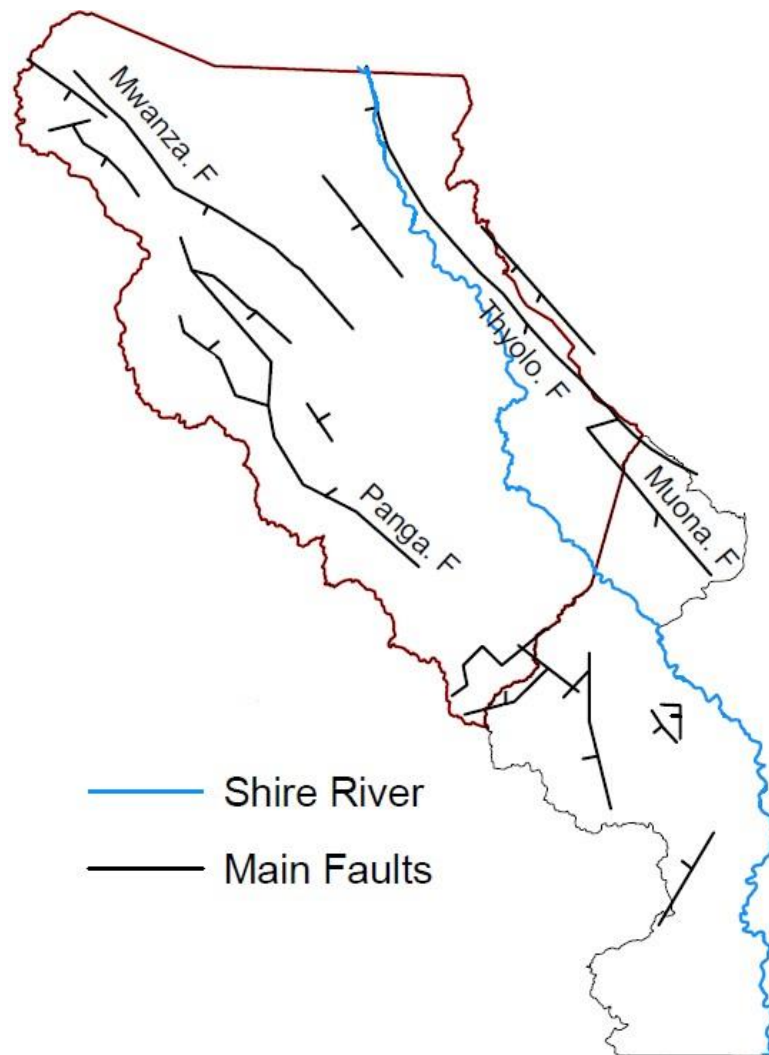 Mwanza. F
Thyolo. F
Muona. F
Panga. F
Shire River
Main Faults